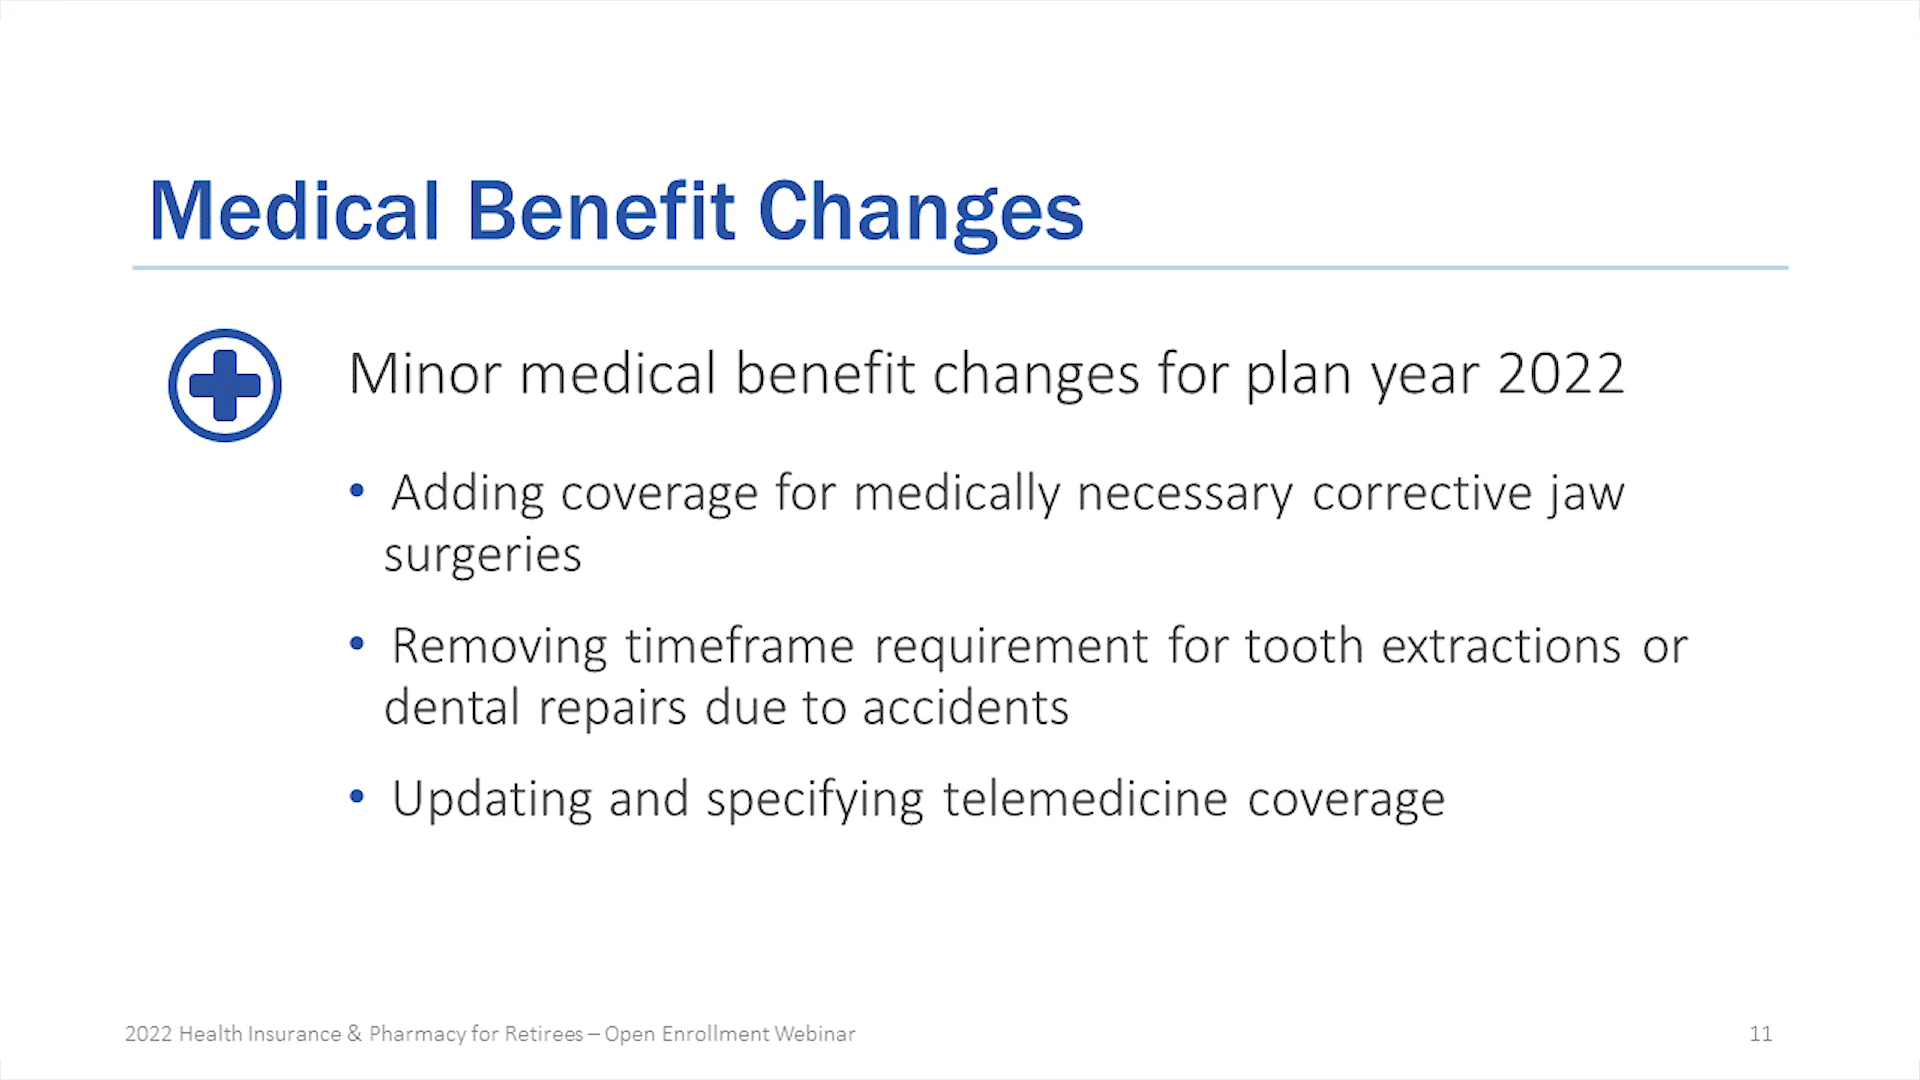 Medical Benefit Changes
Minor medical benefit changes for plan year 2022
• Adding coverage for medically necessary corrective jaw
surgeries
• Removing timeframe requirement for tooth extractions or
dental repairs due to accidents
• Updating and specifying telemedicine coverage
2022 Health Insurance & Pharmacy for Retirees – Open Enrollment Webinar
11